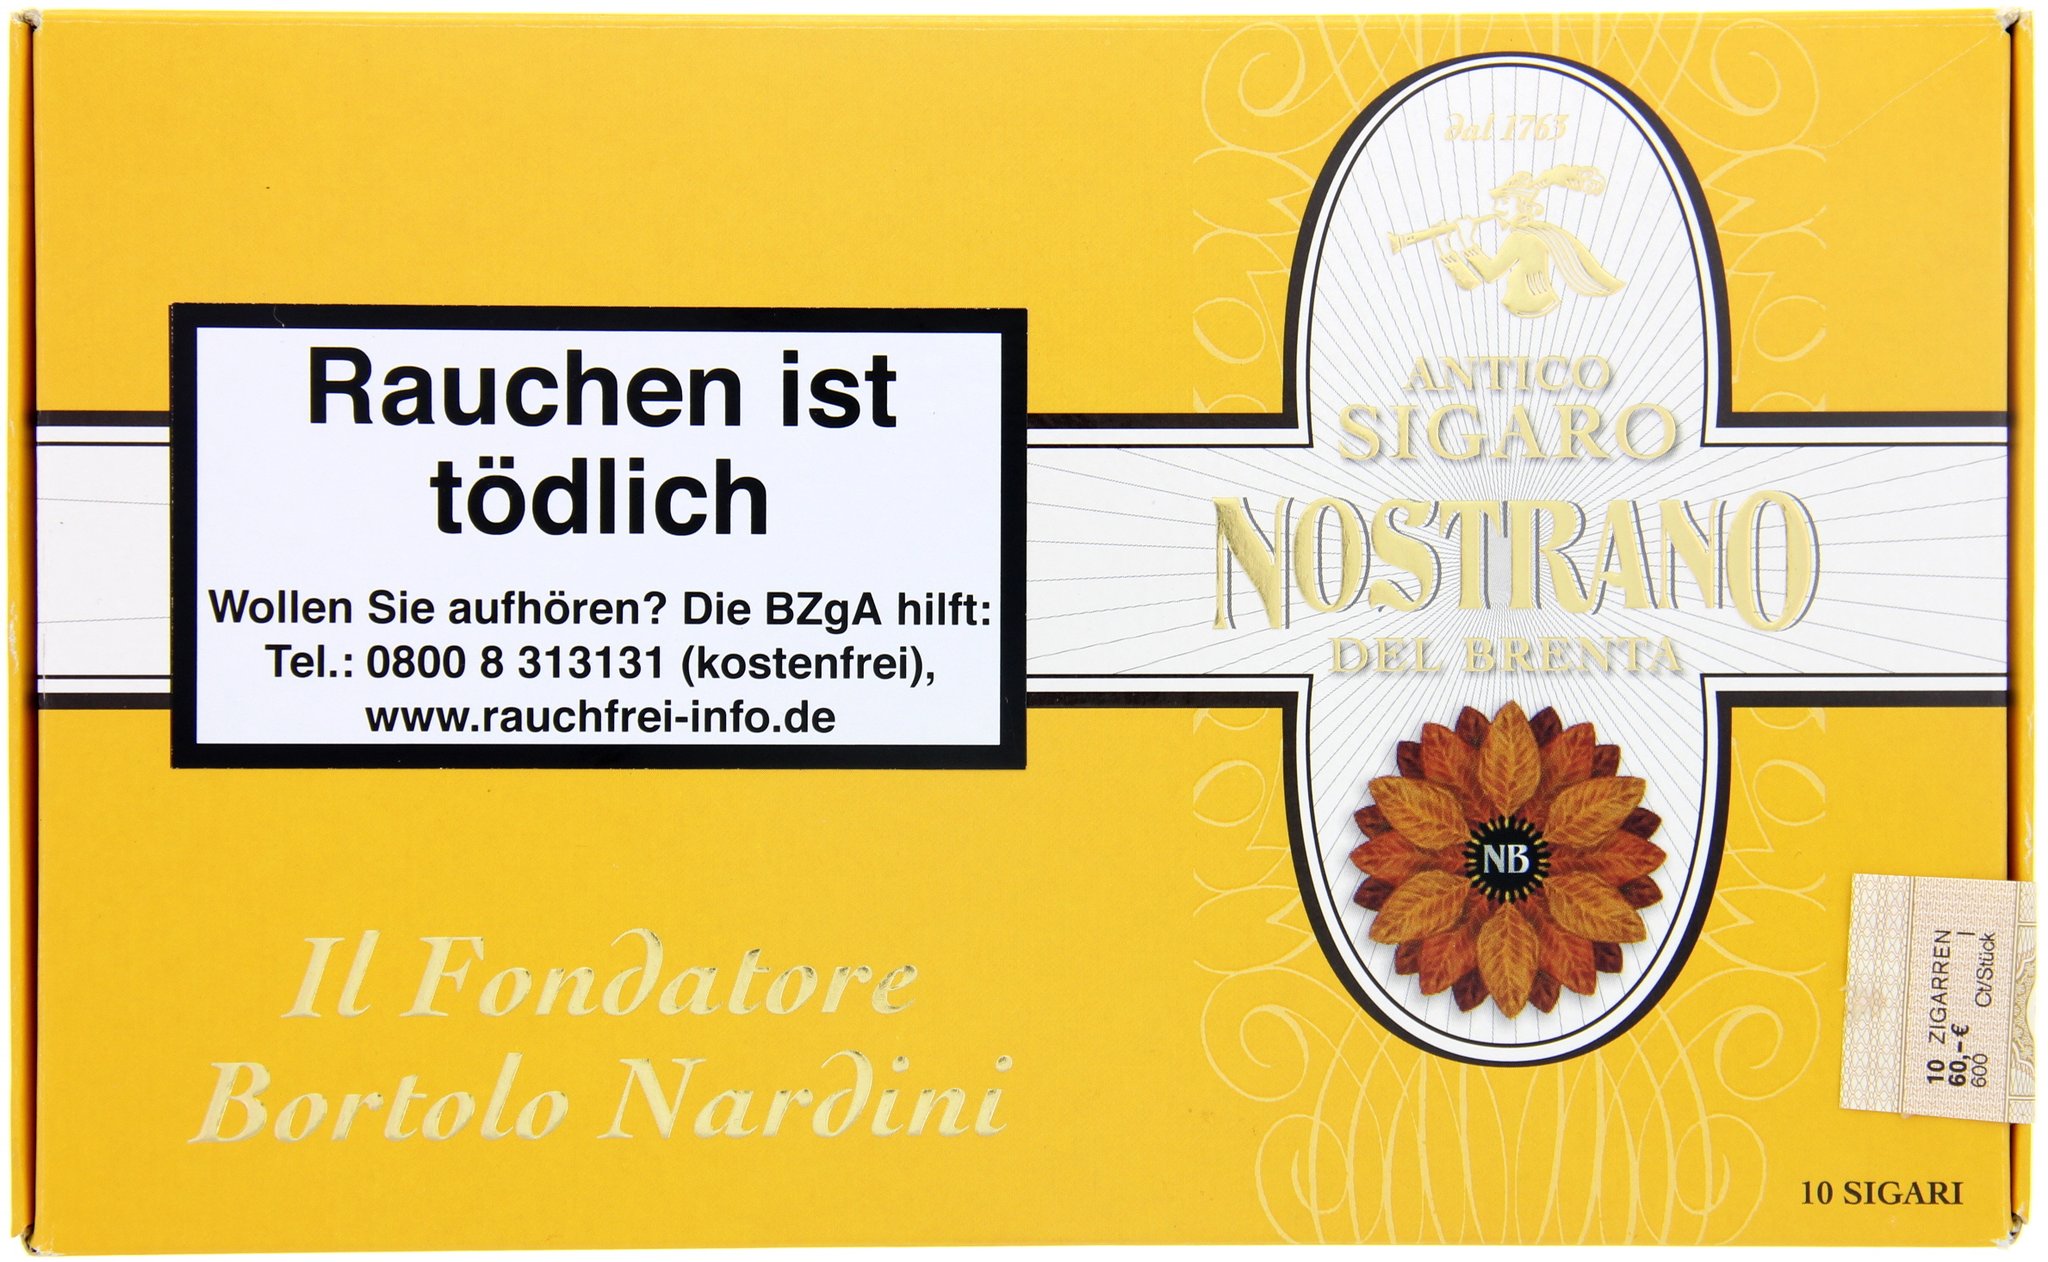 Rauchen ist
tödlich
Wollen Sie aufhören? Die BZgA hilft:
Tel.: 0800 8 313131 (kostenfrei),
www.rauchfrei-info.de
Il Fondatore
Bortolo Nardini
dal 1763
ANTICO
SIGARO
NOSTRANO
DEL BRENTA
NB
10 ZIGARREN
60,-€
600 Ct/Stück
10 SIGARI